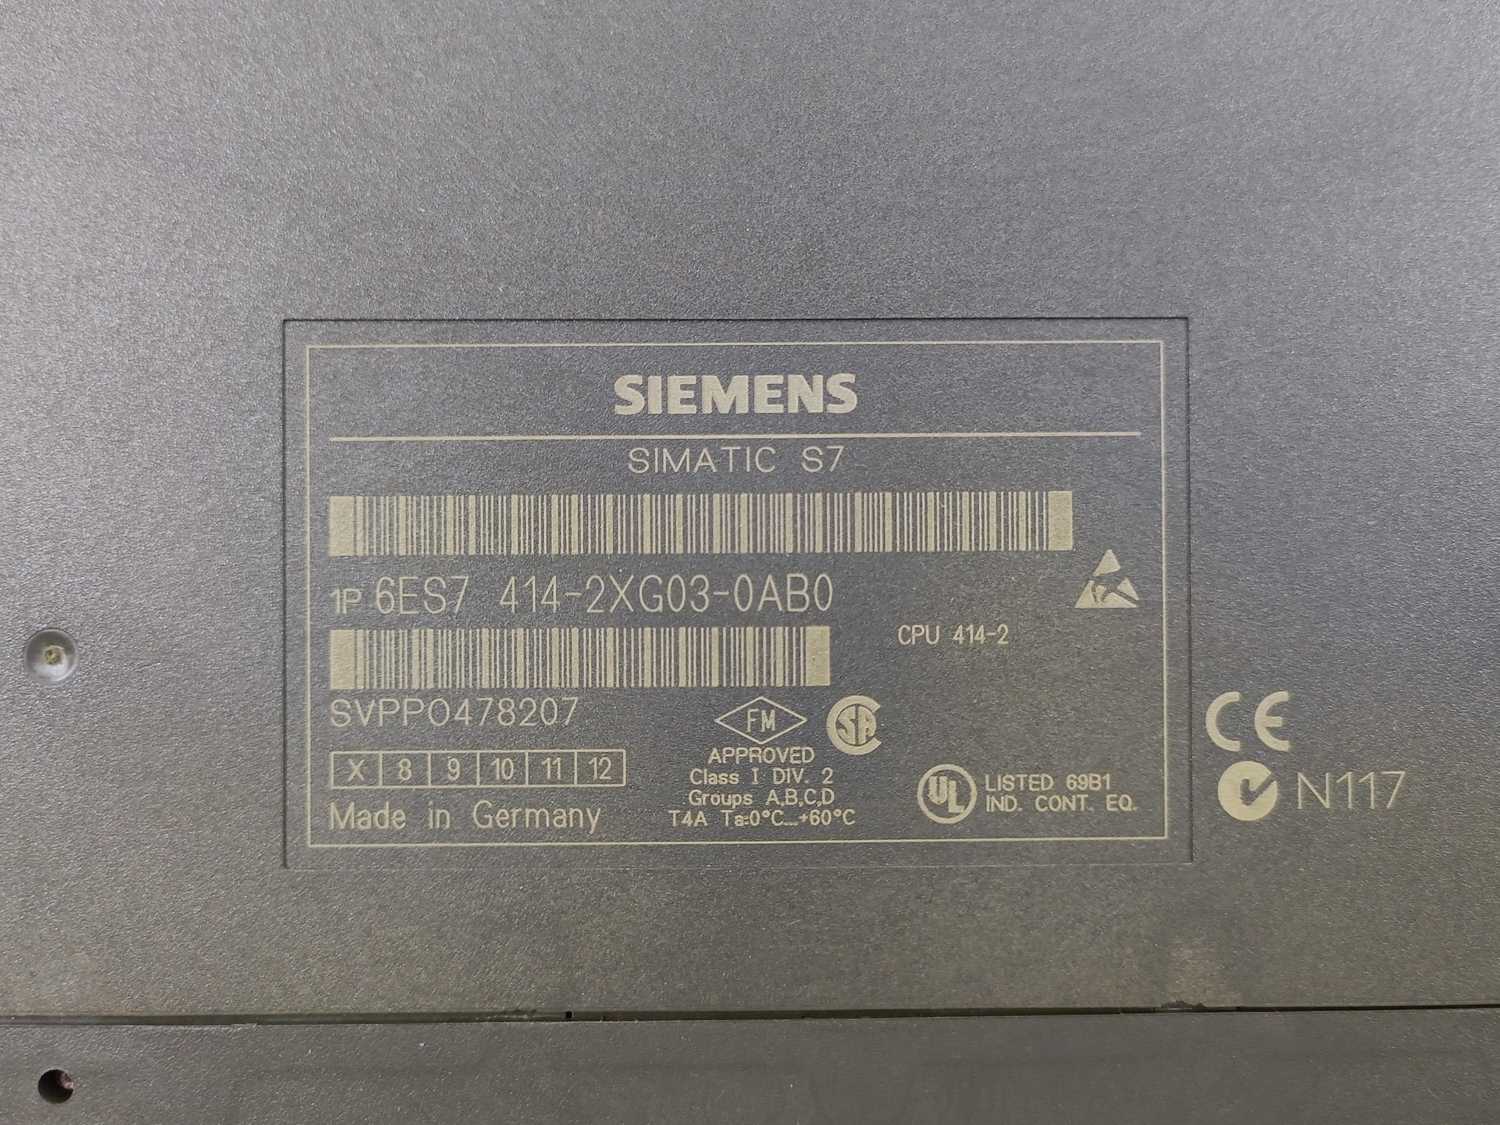 SIEMENS
SIMATIC S7
1P 6ES7 414-2XG03-0AB0
CPU 414-2
SVPP0478207
X 8 9 10 11 12
Made in Germany
FM
APPROVED
Class I DIV. 2
Groups A,B,C,D
T4A Ta:0°C...+60°C
SA
UL
LISTED 69B1
IND. CONT. EQ.
CE
N117